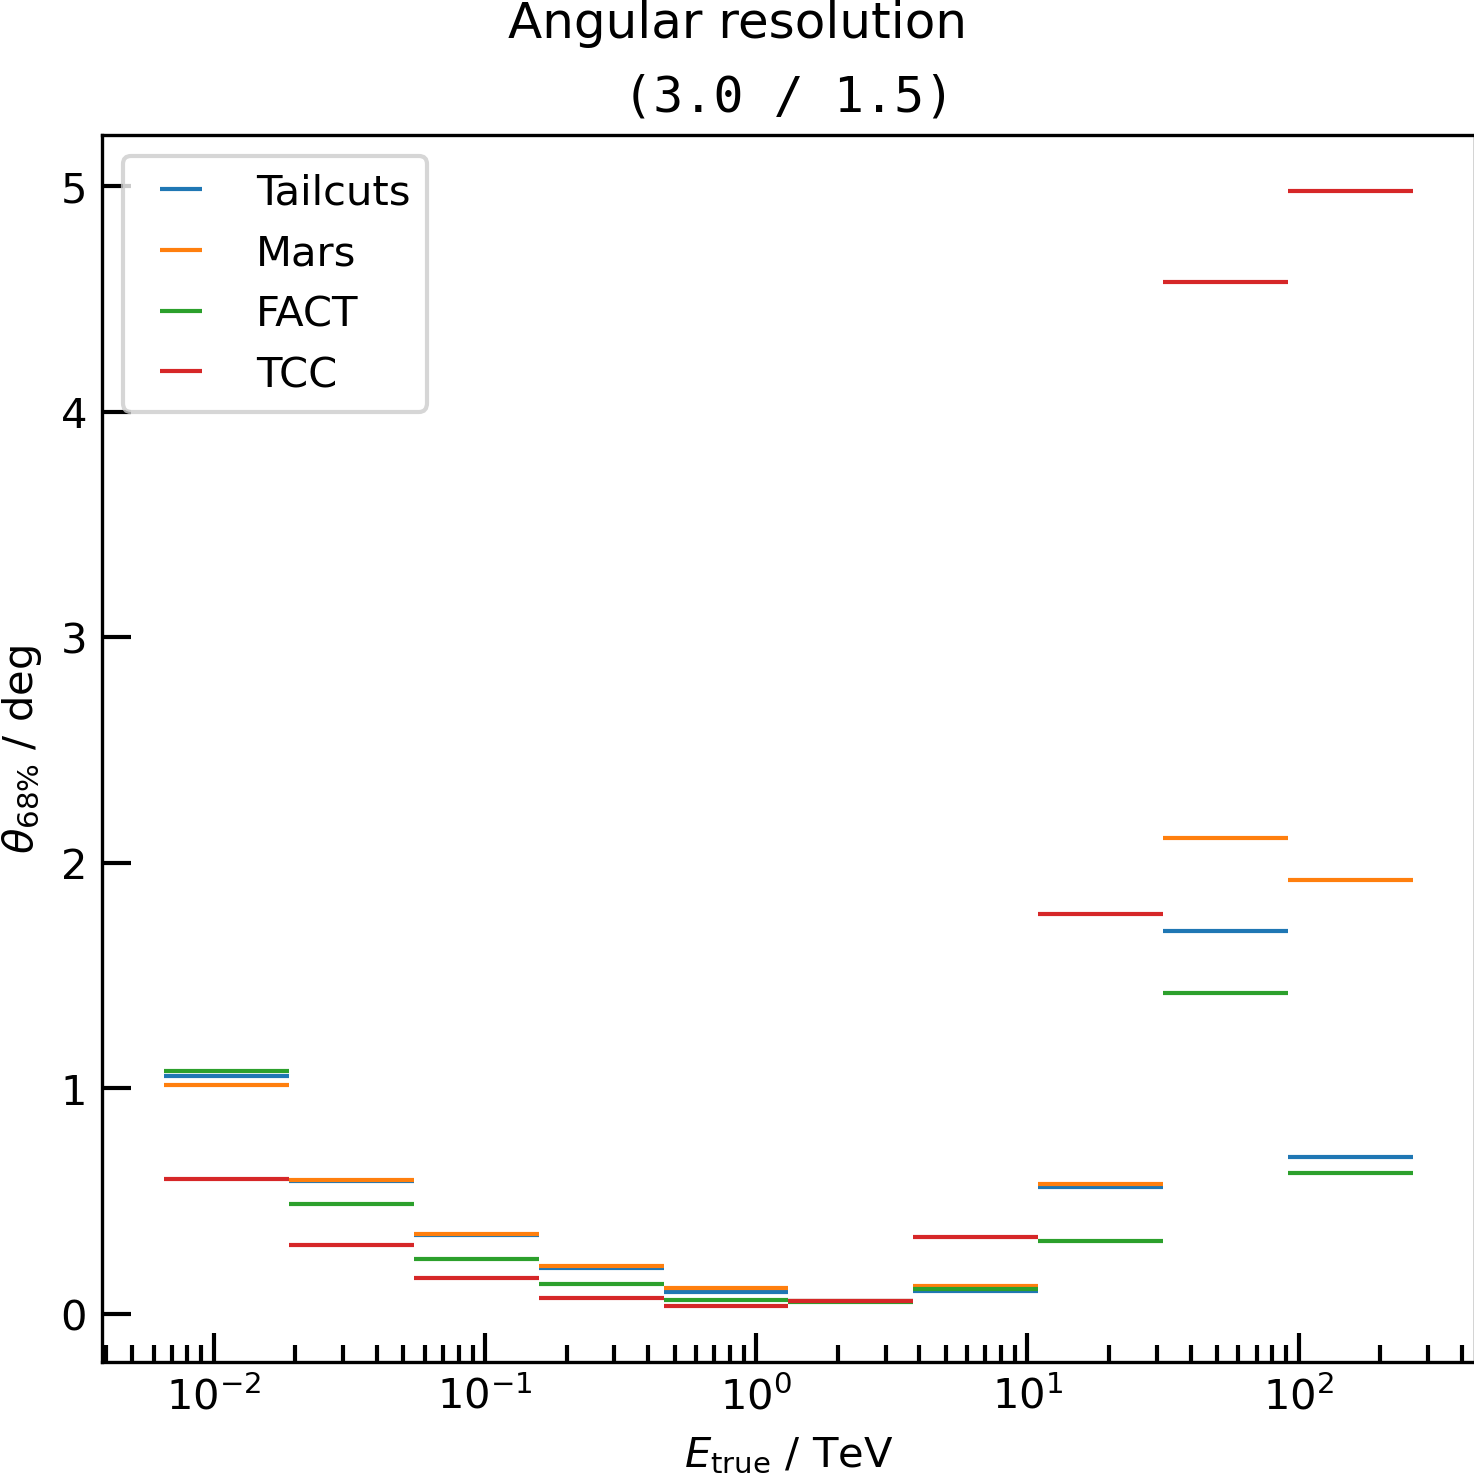 Angular resolution
(3.0 / 1.5)
Tailcuts
Mars
FACT
TCC
5
4
3
2
1
0
θ68% / deg
10⁻² 10⁻¹ 10⁰ 10¹ 10²
Etrue / TeV